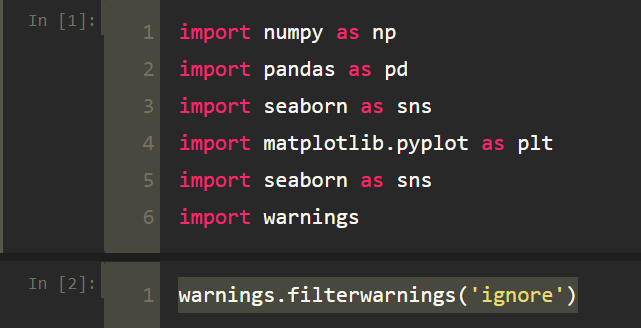 In [1]:
1 import numpy as np
2 import pandas as pd
3 import seaborn as sns
4 import matplotlib.pyplot as plt
5 import seaborn as sns
6 import warnings
In [2]:
1 warnings.filterwarnings('ignore')